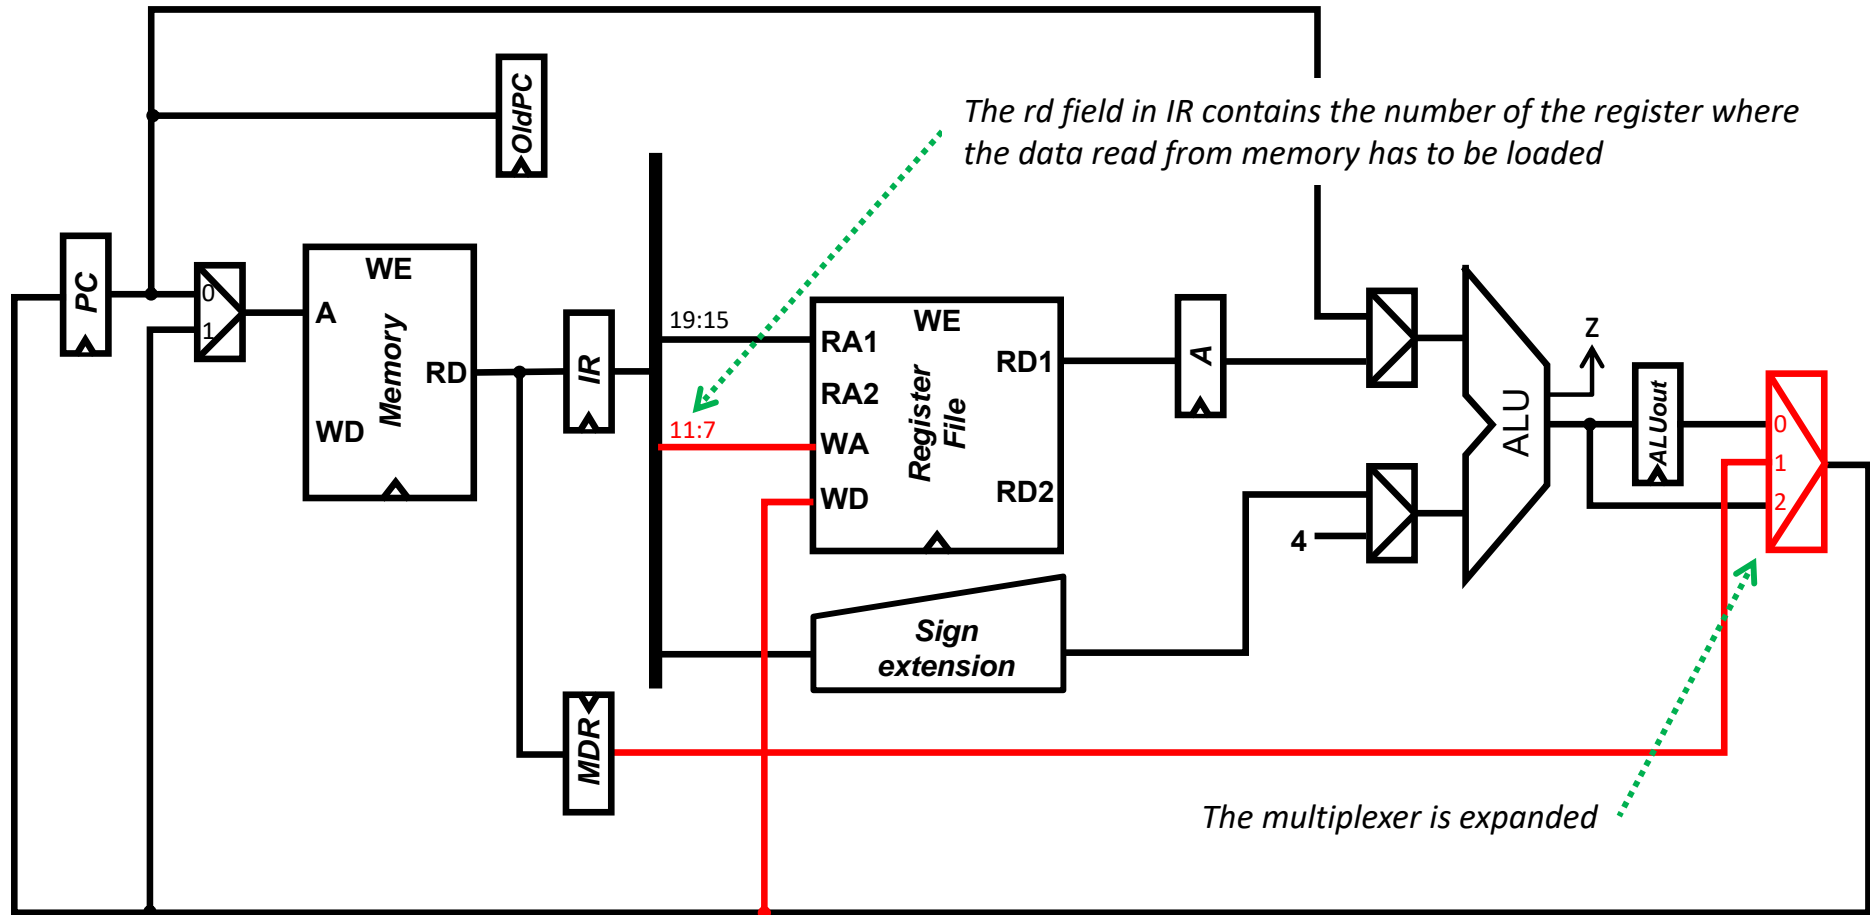 OldPC
The rd field in IR contains the number of the register where
the data read from memory has to be loaded
PC
0
1
WE
A
Memory
RD
WD
IR
19:15
11:7
WE
RA1
RA2
WA
WD
Register
File
RD1
RD2
A
4
Sign
extension
MDR
ALU
Z
ALUout
0
1
2
The multiplexer is expanded